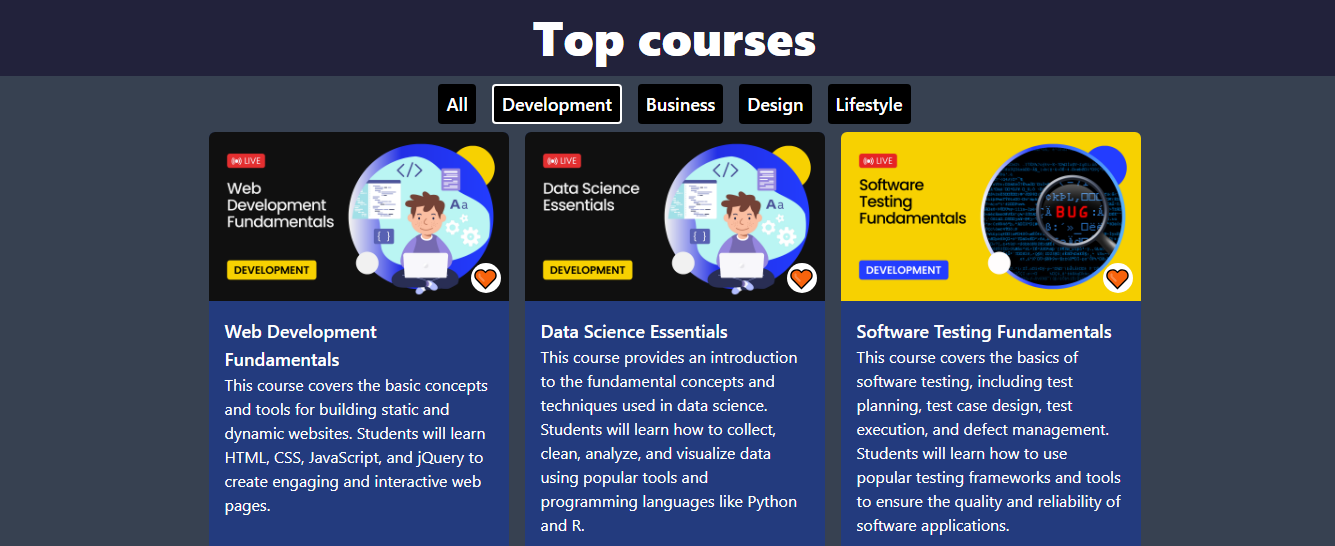 Top courses
All Development Business Design Lifestyle
LIVE
Web
Development
Fundamentals
DEVELOPMENT
Aa
Web Development
Fundamentals
This course covers the basic concepts
and tools for building static and
dynamic websites. Students will learn
HTML, CSS, JavaScript, and jQuery to
create engaging and interactive web
pages.
LIVE
Data Science
Essentials
DEVELOPMENT
Aa
Data Science Essentials
This course provides an introduction
to the fundamental concepts and
techniques used in data science.
Students will learn how to collect,
clean, analyze, and visualize data
using popular tools and
programming languages like Python
and R.
LIVE
Software
Testing
Fundamentals
DEVELOPMENT
BUG
Software Testing Fundamentals
This course covers the basics of
software testing, including test
planning, test case design, test
execution, and defect management.
Students will learn how to use
popular testing frameworks and tools
to ensure the quality and reliability of
software applications.